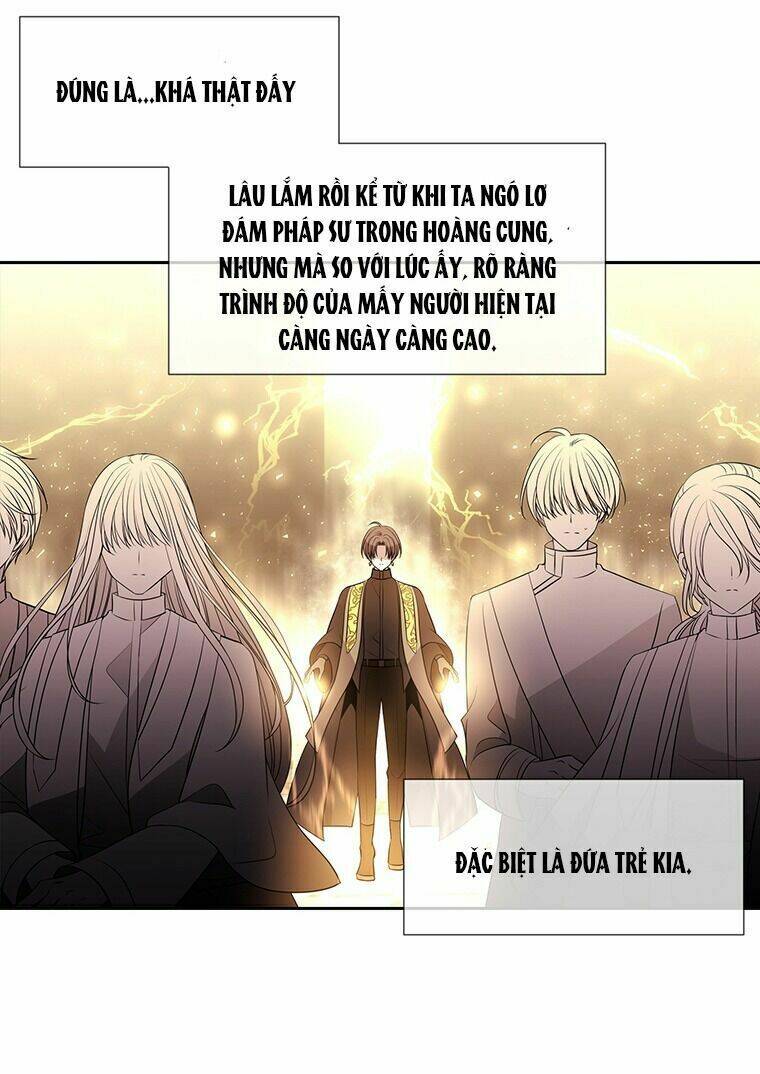 ĐÚNG LÀ...KHÁ THẬT ĐẤY
LÂU LẮM RỒI KỂ TỪ KHI TA NGÓ LƠ
ĐÁM PHÁP SƯ TRONG HOÀNG CUNG,
NHƯNG MÀ SO VỚI LÚC ẤY, RÕ RÀNG
TRÌNH ĐỘ CỦA MẤY NGƯỜI HIỆN TẠI
CÀNG NGÀY CÀNG CAO.
ĐẶC BIỆT LÀ ĐỨA TRẺ KIA.